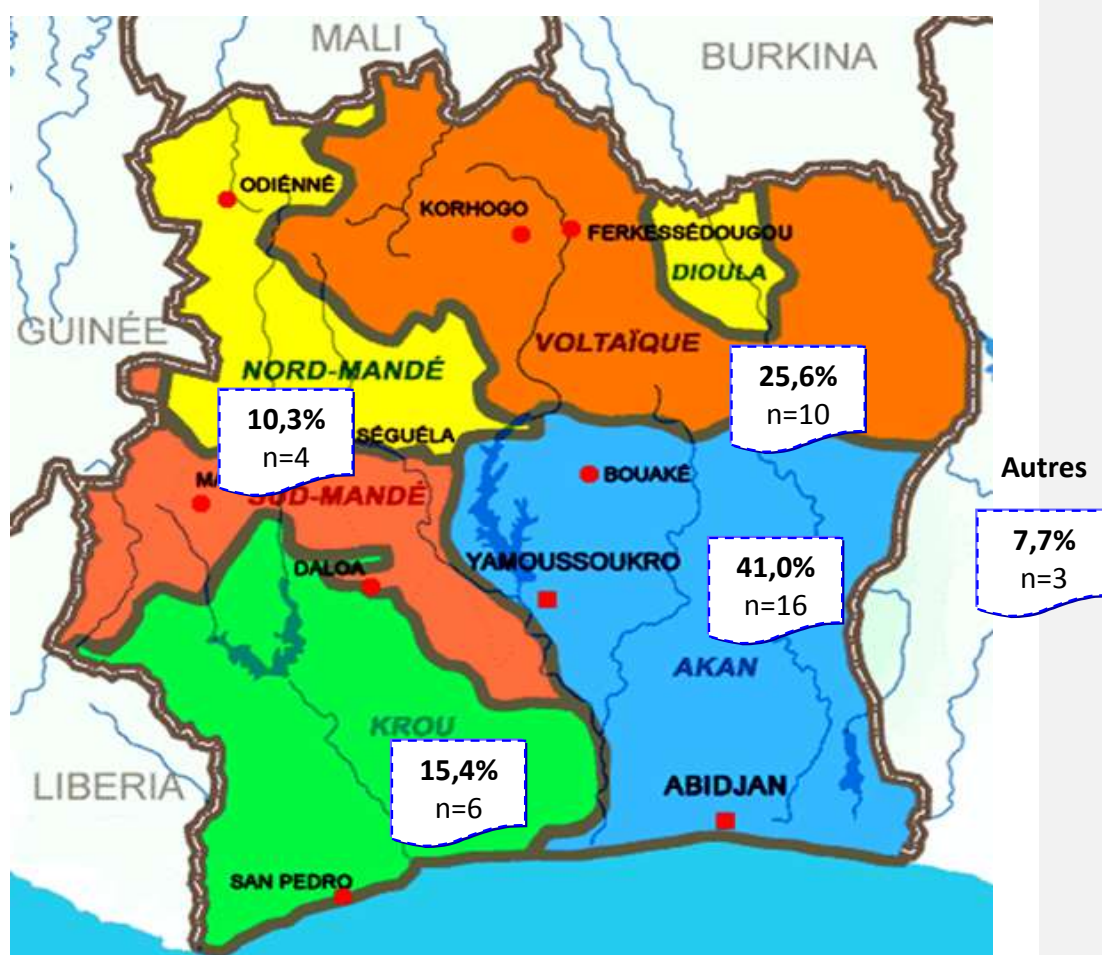 MALI
BURKINA
ODIÉNNÉ
KORHOGO
FERKESSÉDOUGOU
DIOULA
GUINÉE
VOLTAÏQUE
NORD-MANDÉ
25,6%
n=10
10,3%
n=4
SÉGUÉLA
SUD-MANDÉ
BOUAKÉ
Autres
7,7%
n=3
YAMOUSSOUKRO
41,0%
n=16
DALOA
AKAN
KROU
15,4%
n=6
LIBERIA
ABIDJAN
SAN PEDRO